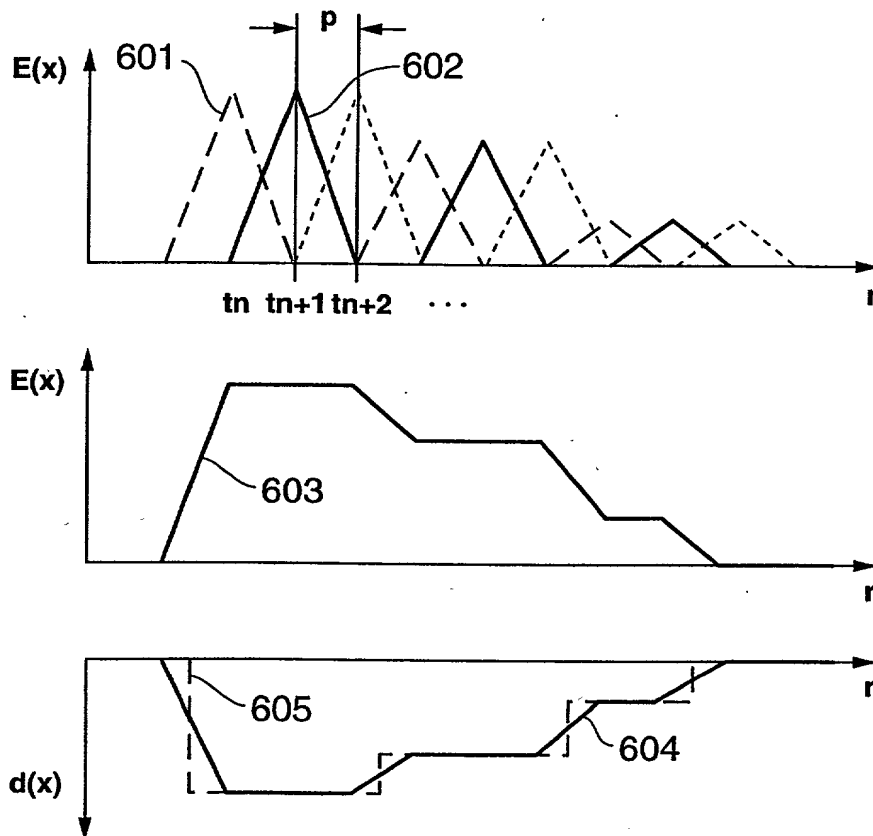 p
E(x)
601
602
tn tn+1 tn+2 ...
r
E(x)
603
r
r
605
604
d(x)